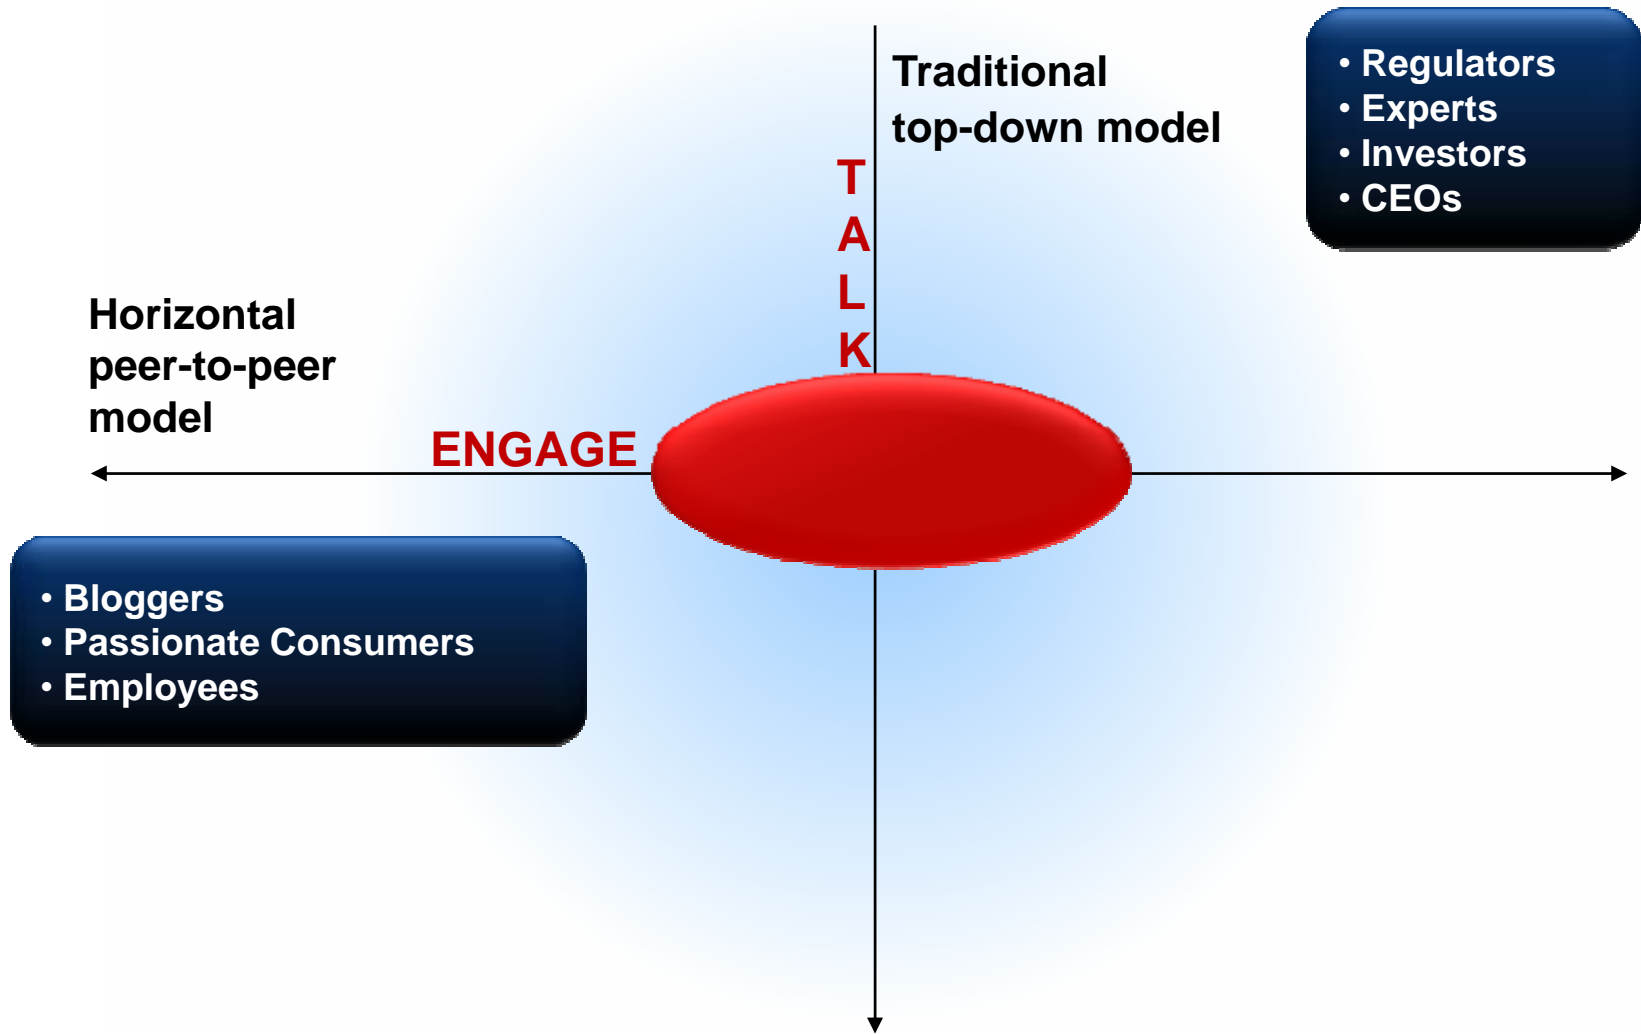 Traditional
top-down model
• Regulators
• Experts
• Investors
• CEOs
T
A
L
K
Horizontal
peer-to-peer
model
ENGAGE
• Bloggers
• Passionate Consumers
• Employees